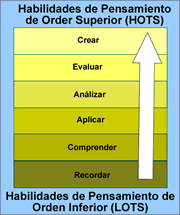 Habilidades de Pensamiento
de Order Superior (HOTS)
Crear
Evaluar
Análizar
Aplicar
Comprender
Recordar
Habilidades de Pensamiento de
Orden Inferior (LOTS)